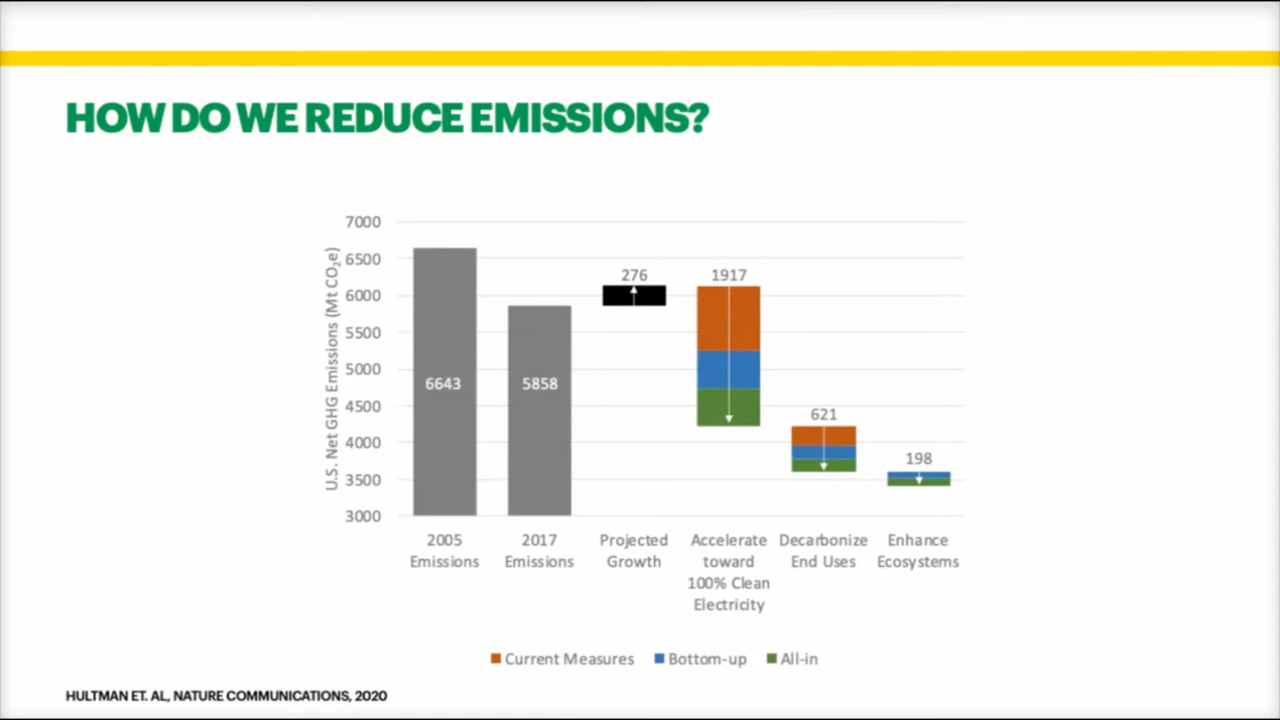 HOW DO WE REDUCE EMISSIONS?
U.S. Net GHG Emissions (Mt CO₂e)
7000
6500
6000
5500
5000
4500
4000
3500
3000
6643
5858
276
1917
621
198
2005
Emissions
2017
Emissions
Projected
Growth
Accelerate
toward
100% Clean
Electricity
Decarbonize
End Uses
Enhance
Ecosystems
Current Measures
Bottom-up
All-in
HULTMAN ET. AL, NATURE COMMUNICATIONS, 2020